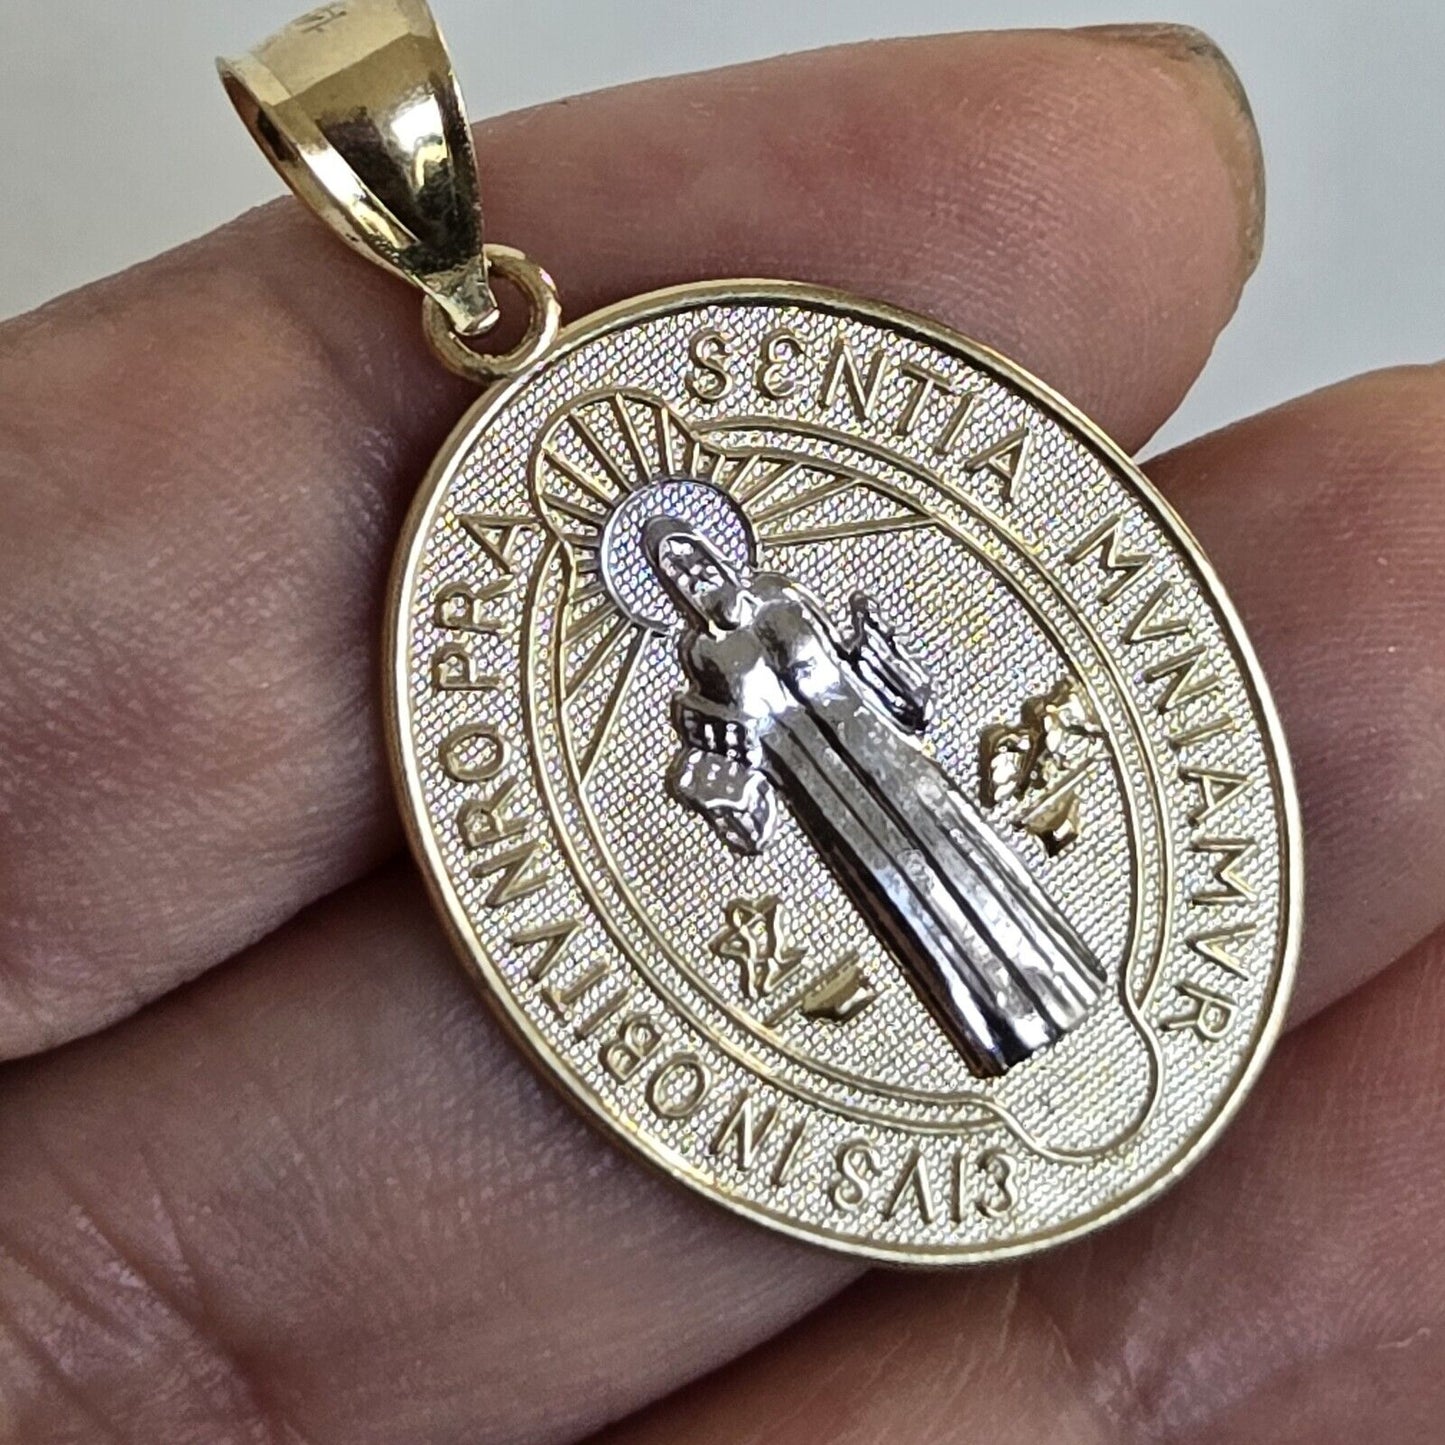 EIVS IN OBITV NRO PRA SENTIA MVNIAMVR